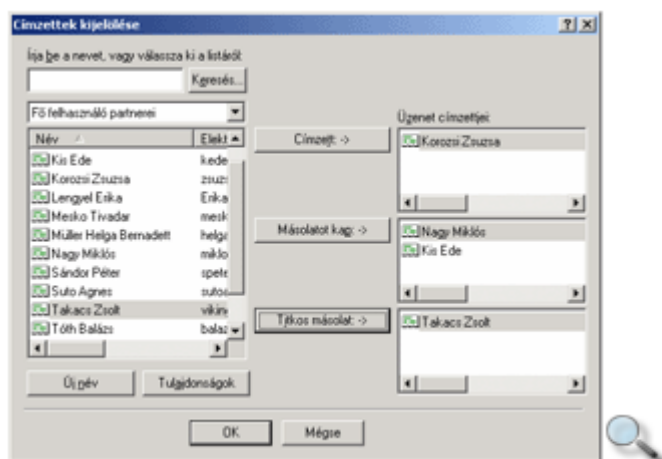 Címzettek kijelölése
Írja be a nevet, vagy válassza ki a listáról:
Keresés...
Fő felhasználó partnerei
Név Elekt
Kis Ede kede
Korozsi Zsuzsa zsuzs
Lengyel Erika Erika
Mesko Tivadar mesk
Müller Helga Bernadett helga
Nagy Miklós miklo
Sándor Péter spete
Suto Agnes sutos
Takacs Zsolt viking
Tóth Balázs balaz
Új név
Tulajdonságok
Címzett: ->
Másolatot kap: ->
Titkos másolat: ->
Üzenet címzettjei:
Korozsi Zsuzsa
Nagy Miklós
Kis Ede
Takacs Zsolt
OK
Mégse